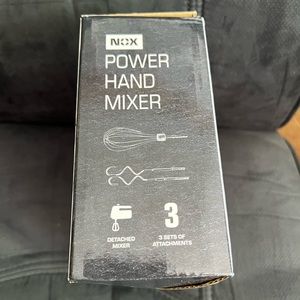 NOX
POWER
HAND
MIXER
3
DETACHED
MIXER
3 SETS OF
ATTACHMENTS